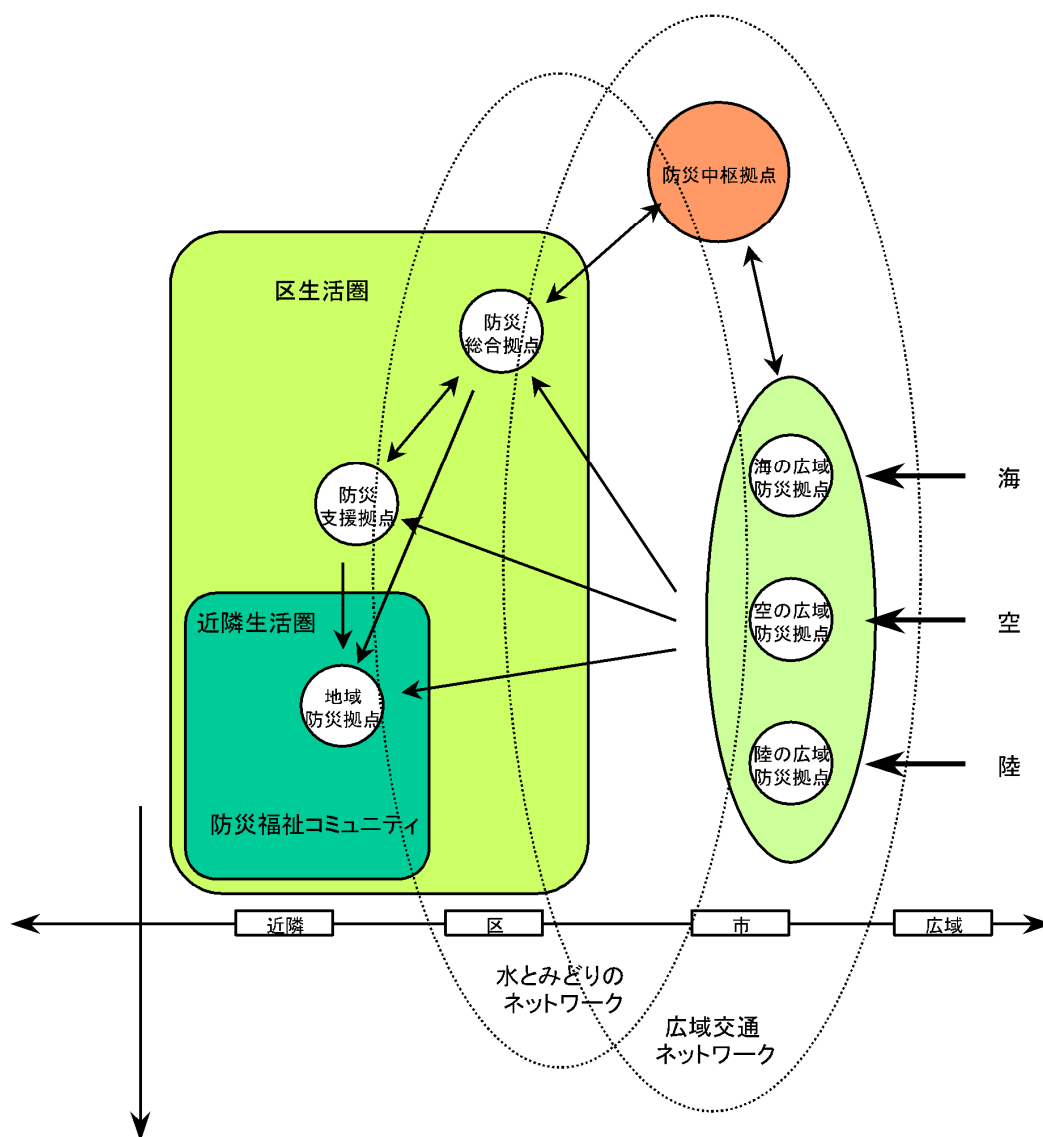 防災中枢拠点
区生活圏
防災
総合拠点
海の広域
防災拠点
海
防災
支援拠点
空の広域
防災拠点
空
近隣生活圏
地域
防災拠点
陸の広域
防災拠点
陸
防災福祉コミュニティ
近隣
区
市
広域
水とみどりの
ネットワーク
広域交通
ネットワーク